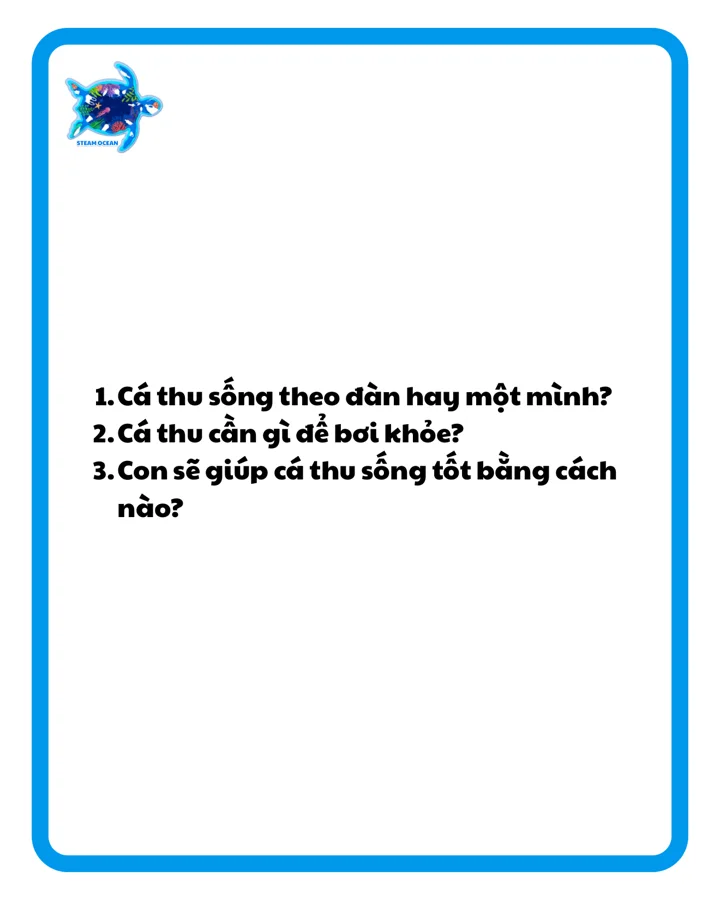 STEAM OCEAN
1. Cá thu sống theo đàn hay một mình?
2. Cá thu cần gì để bơi khỏe?
3. Con sẽ giúp cá thu sống tốt bằng cách
nào?